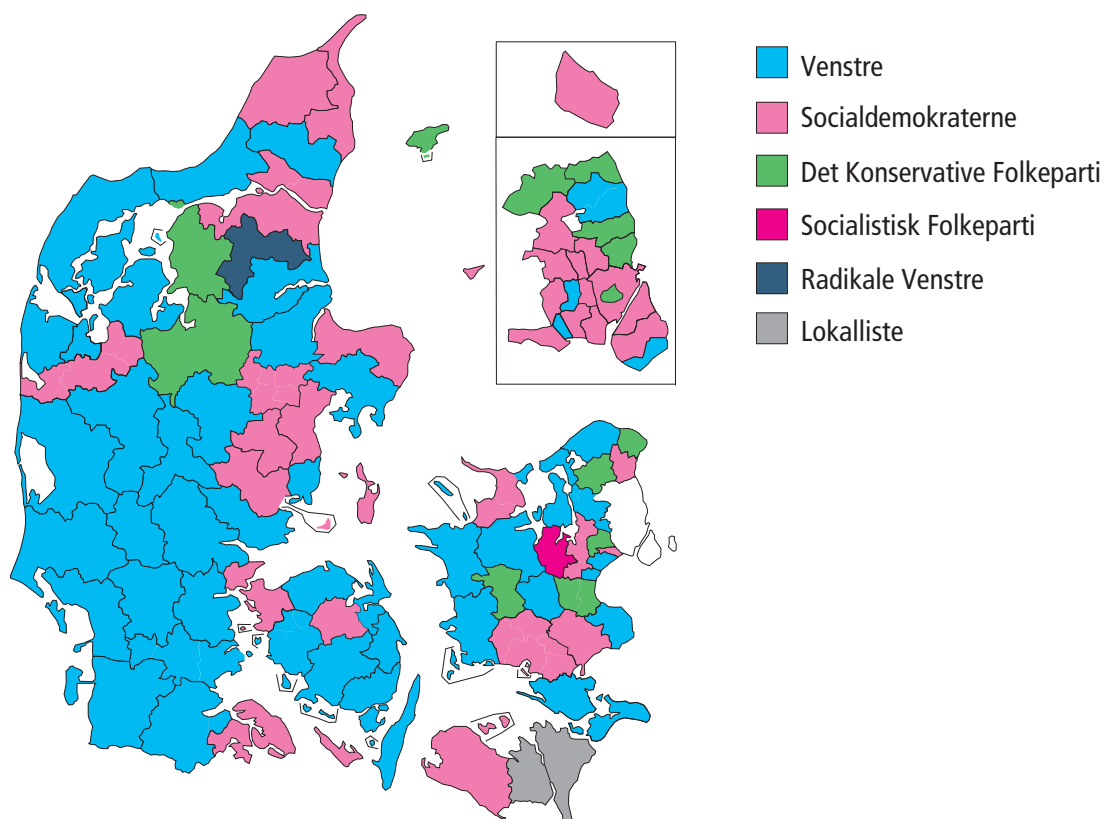 Venstre
Socialdemokraterne
Det Konservative Folkeparti
Socialistisk Folkeparti
Radikale Venstre
Lokalliste